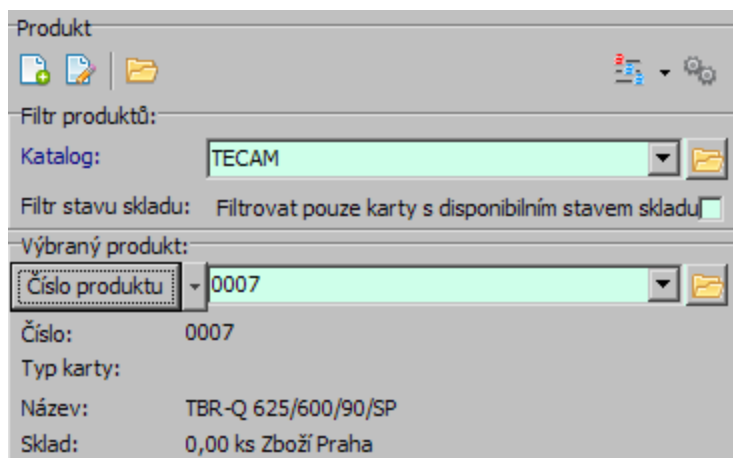 Produkt
Filtr produktů:
Katalog: TECAM
Filtr stavu skladu: Filtrovat pouze karty s disponibilním stavem skladu
Výbraný produkt:
Číslo produktu 0007
Číslo: 0007
Typ karty:
Název: TBR-Q 625/600/90/SP
Sklad: 0,00 ks Zboží Praha